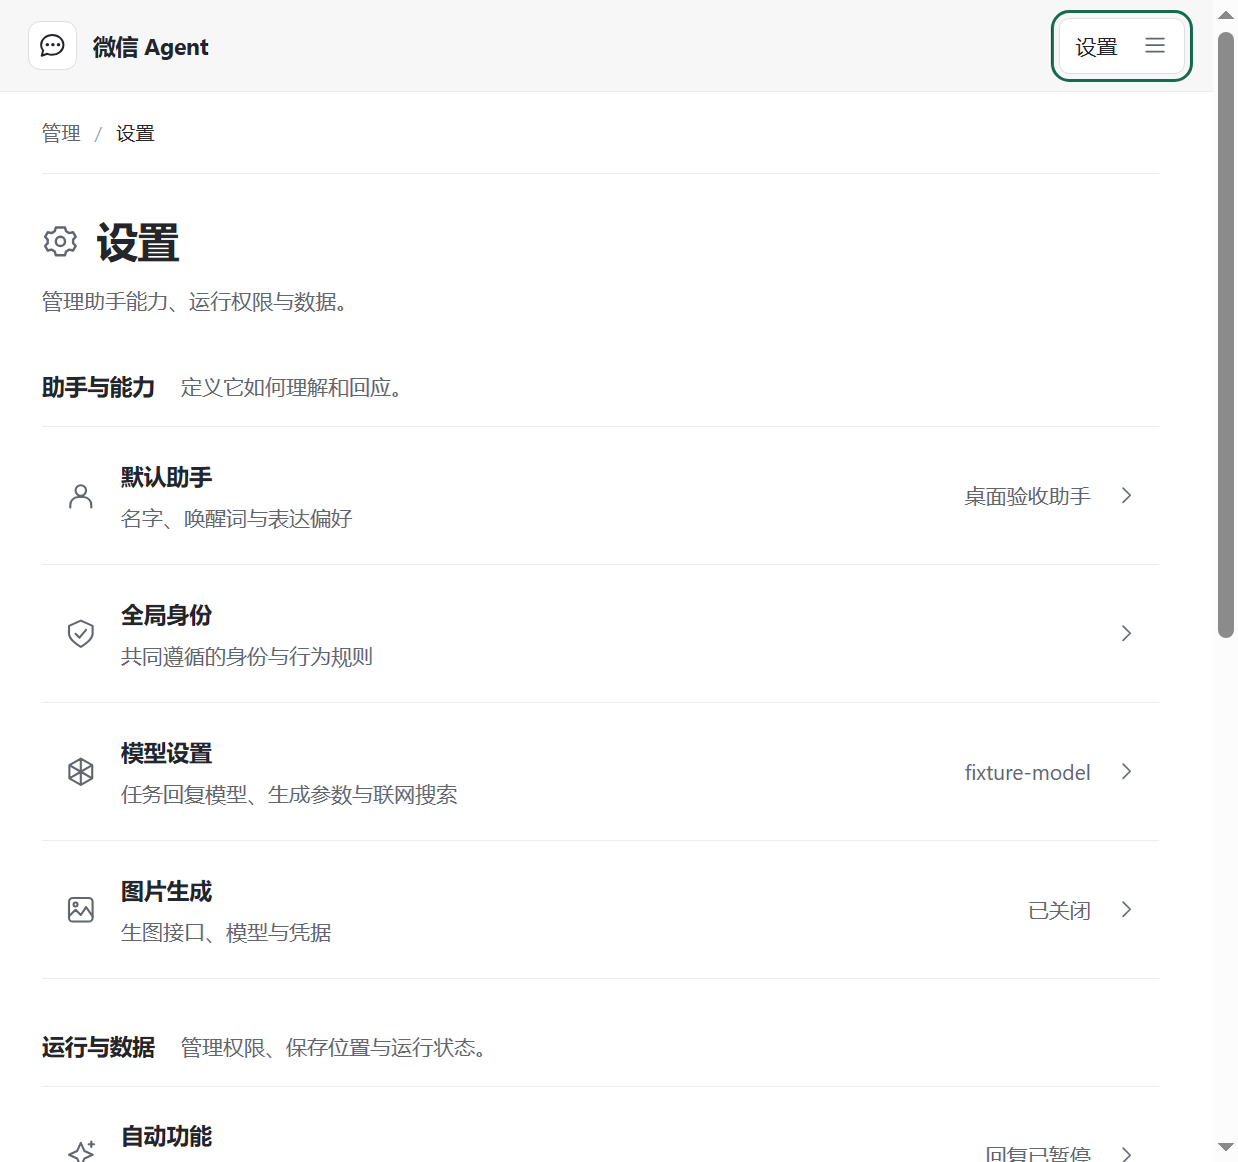 微信 Agent
设置
管理 / 设置
设置
管理助手能力、运行权限与数据。
助手与能力 定义它如何理解和回应。
默认助手
名字、唤醒词与表达偏好
桌面验收助手
全局身份
共同遵循的身份与行为规则
模型设置
任务回复模型、生成参数与联网搜索
fixture-model
图片生成
生图接口、模型与凭据
已关闭
运行与数据 管理权限、保存位置与运行状态。
自动功能
回复已暂停